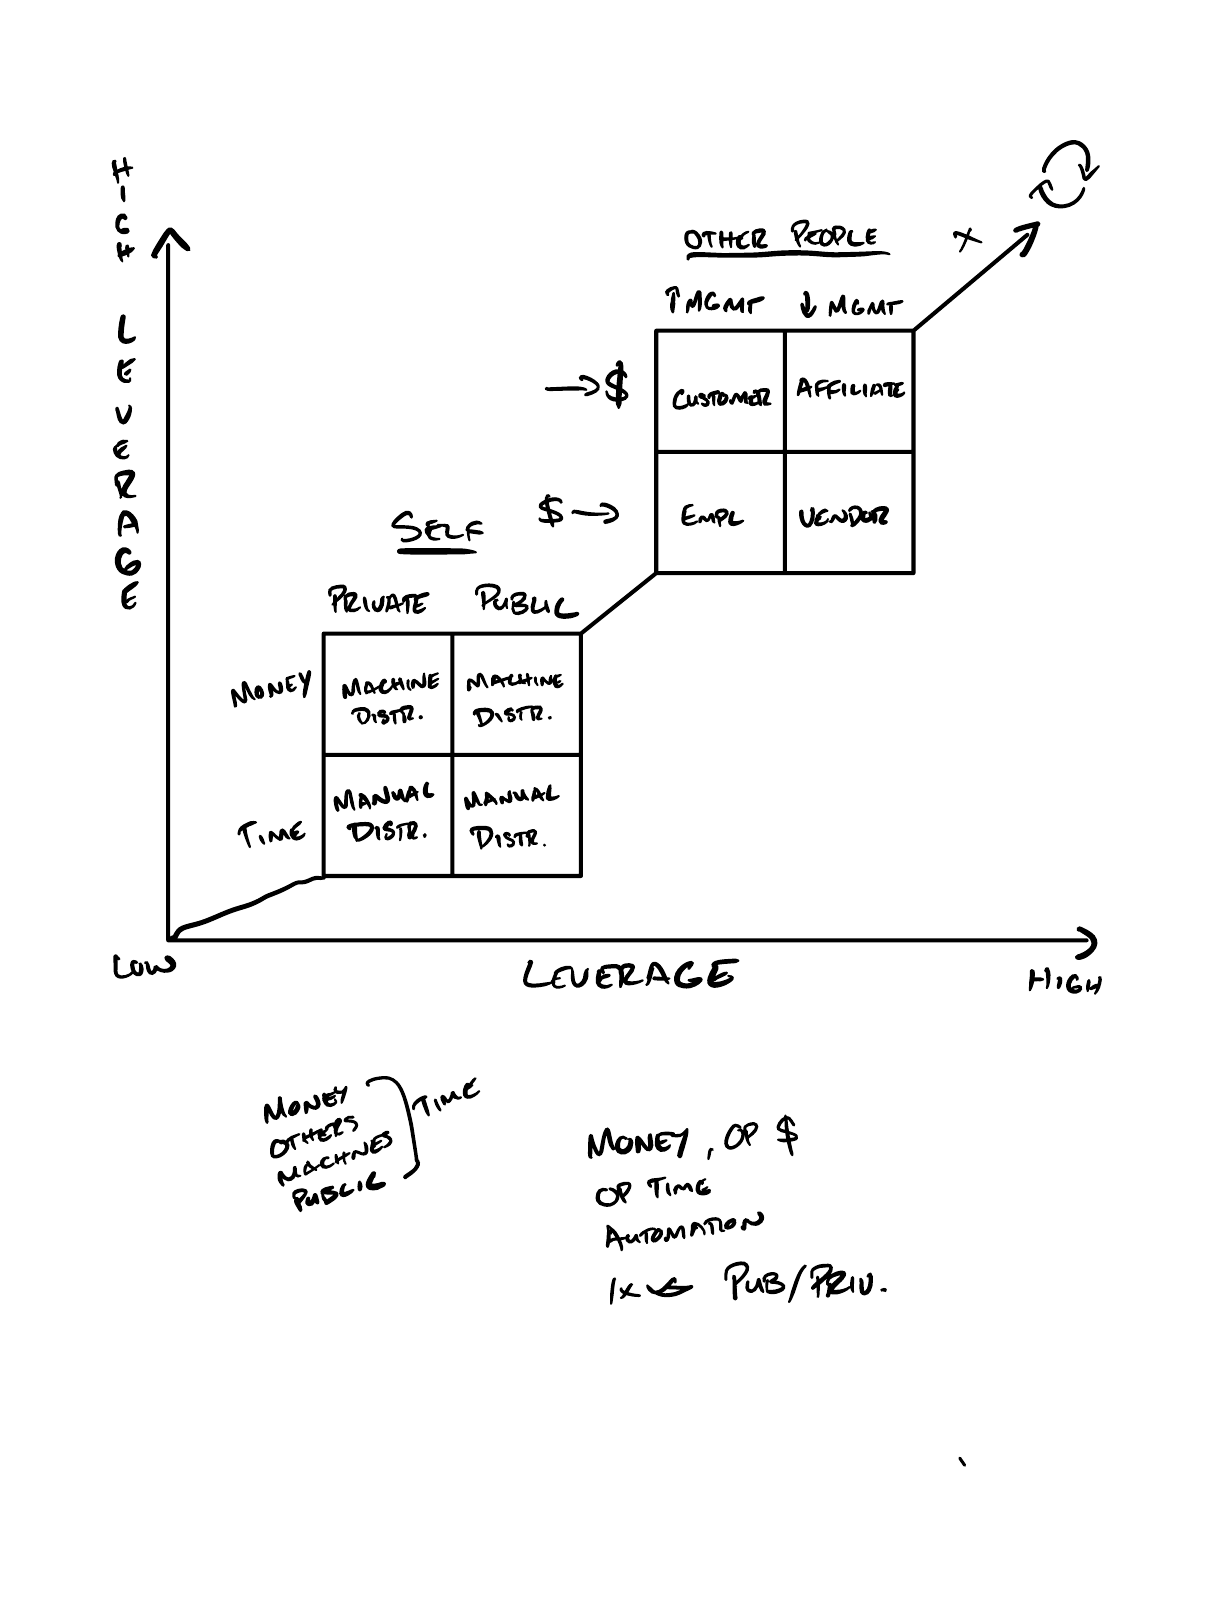 HIGH LEVERAGE
OTHER PEOPLE
↑ MGMT ↓ MGMT
X
→ $
CUSTOMER AFFILIATE
$ →
EMPL VENDOR
SELF
PRIVATE PUBLIC
MONEY
MACHINE DISTR.
MACHINE DISTR.
TIME
MANUAL DISTR.
MANUAL DISTR.
LOW LEVERAGE HIGH
MONEY
OTHERS
MACHINES
PUBLIC
TIME
MONEY, OP $
OP TIME
AUTOMATION
1x PUB/PRIV.